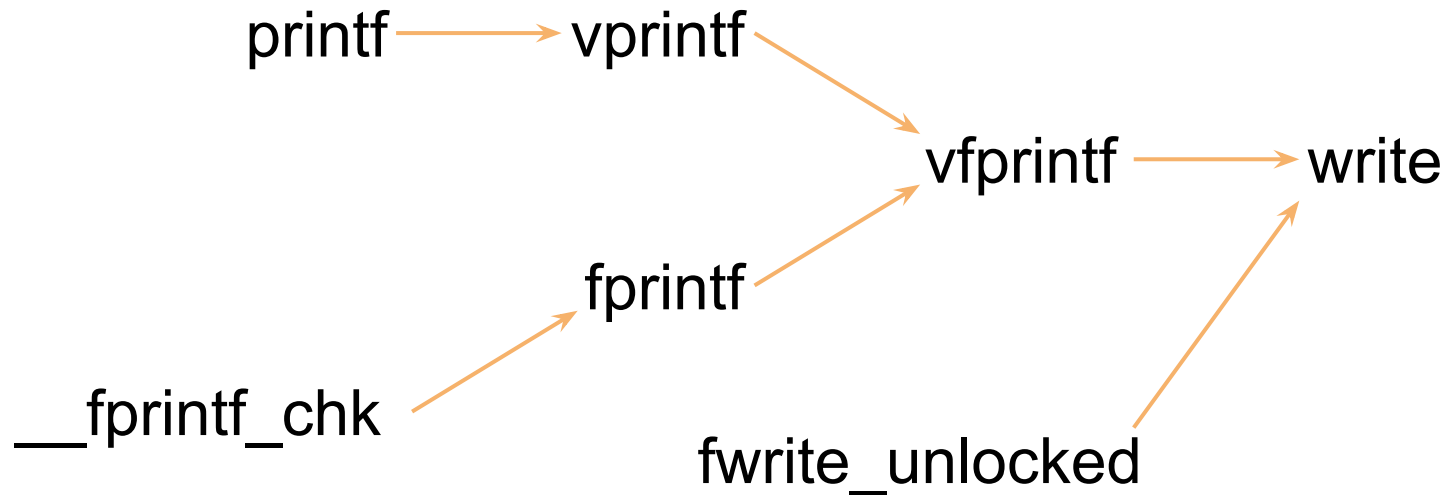 printf vprintf
vfprintf write
fprintf
__fprintf_chk
fwrite_unlocked